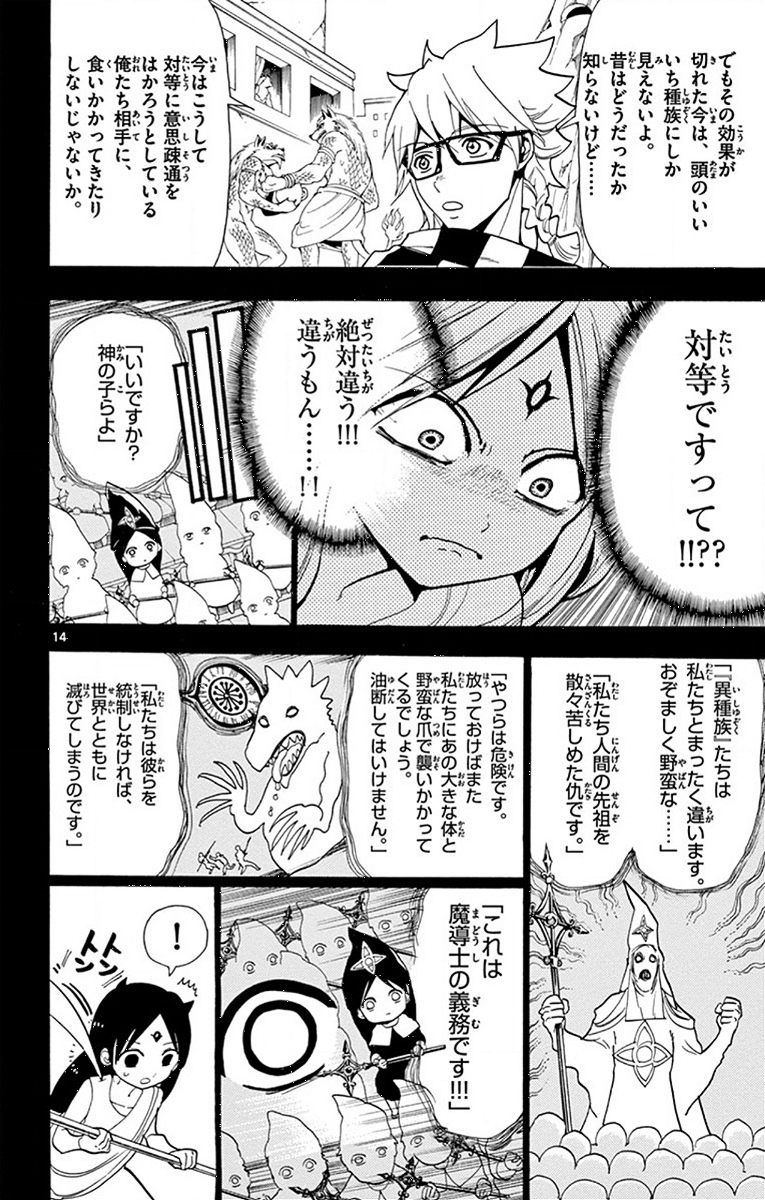 でもその効果が
切れた今は、頭のいい
いち種族にしか
見えないよ。
昔はどうだったか
知らないけど……
今はこうして
対等に意思疎通を
はかろうとしている
俺たち相手に、
食いかかってきたり
しないじゃないか。
対等ですって!!??
絶対違う!!!
違うもん……!!
「いいですか?
神の子らよ」
「『異種族』たちは
私たちとまったく違います。
おぞましく野蛮な……」
「私たち人間の先祖を
散々苦しめた仇です。」
「やつらは危険です。
放っておけばまた
私たちにあの大きな体と
野蛮な爪で襲いかかって
くるでしょう。
油断してはいけません。」
「私たちは彼らを
統制しなければ、
世界とともに
滅びてしまうのです。」
「これは
魔導士の義務です!!!」
!
トントン
14